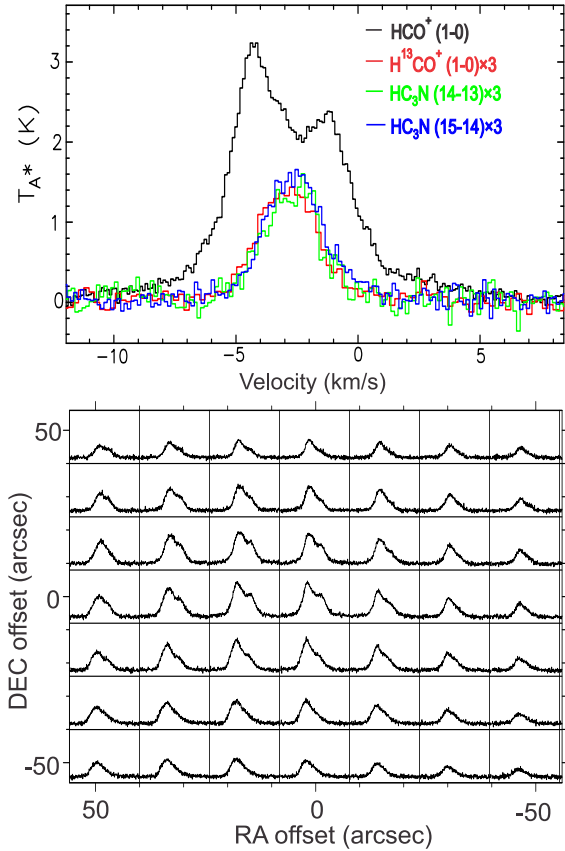 3
2
1
0
T_A* (K)
HCO⁺ (1-0)
H¹³CO⁺ (1-0)×3
HC₃N (14-13)×3
HC₃N (15-14)×3
−10 −5 0 5
Velocity (km/s)
50
0
-50
DEC offset (arcsec)
50 0 -50
RA offset (arcsec)